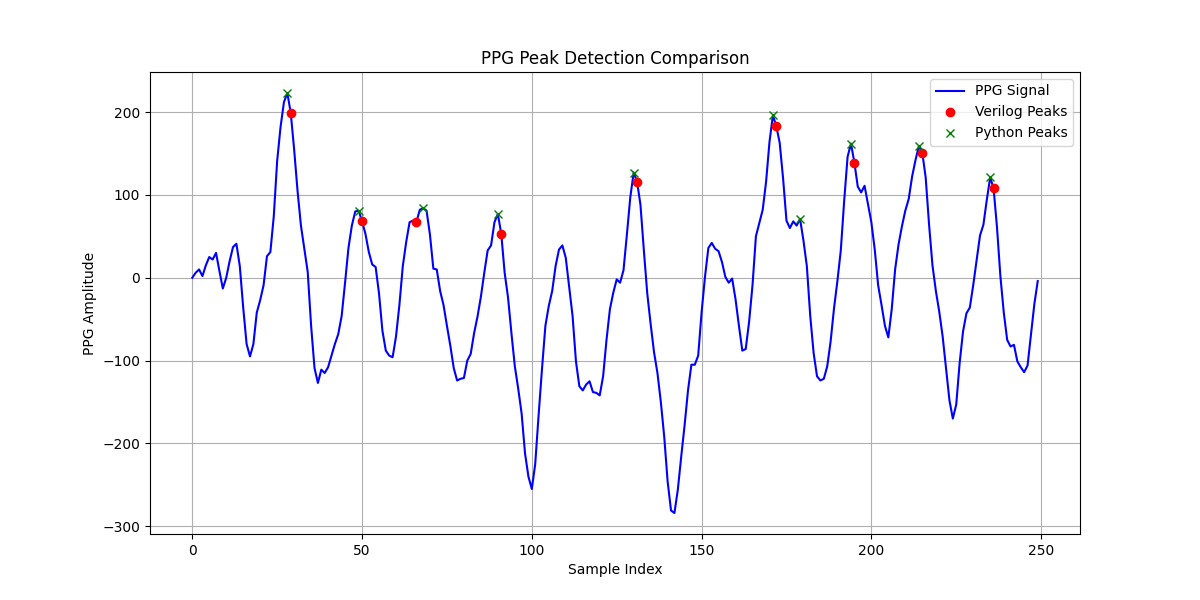 PPG Peak Detection Comparison
PPG Signal
Verilog Peaks
Python Peaks
PPG Amplitude
200
100
0
−100
−200
−300
0 50 100 150 200 250
Sample Index